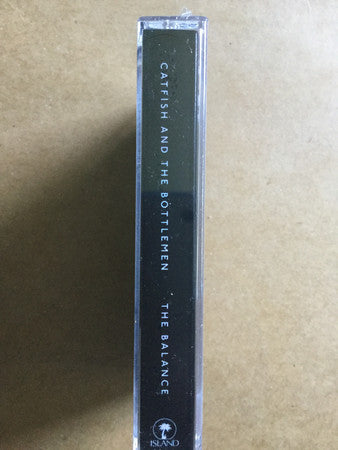 CATFISH AND THE BOTTLEMEN THE BALANCE
ISLAND